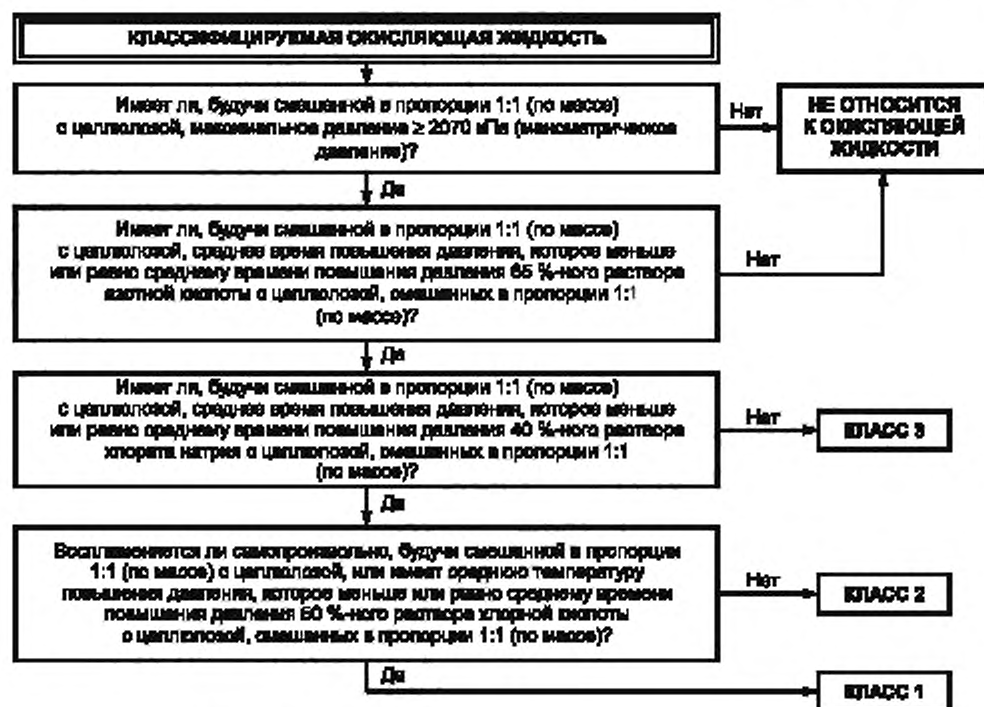 КЛАССИФИЦИРУЕМАЯ ОКИСЛЯЮЩАЯ ЖИДКОСТЬ
Имеет ли, будучи смешанной в пропорции 1:1 (по массе)
с целлюлозой, максимальное давление ≥ 2070 кПа (манометрическое
давление)?
Нет
НЕ ОТНОСИТСЯ
К ОКИСЛЯЮЩЕЙ
ЖИДКОСТИ
Да
Имеет ли, будучи смешанной в пропорции 1:1 (по массе)
с целлюлозой, среднее время повышения давления, которое меньше
или равно среднему времени повышения давления 65 %-ного раствора
азотной кислоты с целлюлозой, смешанных в пропорции 1:1
(по массе)?
Нет
Да
Имеет ли, будучи смешанной в пропорции 1:1 (по массе)
с целлюлозой, среднее время повышения давления, которое меньше
или равно среднему времени повышения давления 40 %-ного раствора
хлората натрия с целлюлозой, смешанных в пропорции 1:1
(по массе)?
Нет
КЛАСС 3
Да
Воспламеняется ли самопроизвольно, будучи смешанной в пропорции
1:1 (по массе) с целлюлозой, или имеет среднюю температуру
повышения давления, которое меньше или равно среднему времени
повышения давления 50 %-ного раствора хлорной кислоты
с целлюлозой, смешанных в пропорции 1:1 (по массе)?
Нет
КЛАСС 2
Да
КЛАСС 1